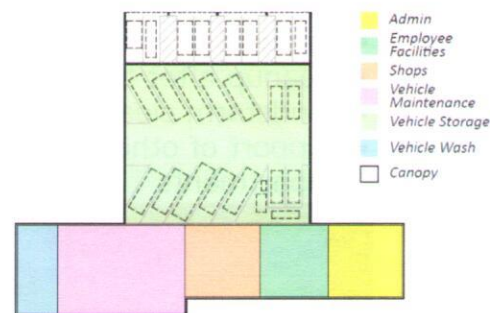 Admin
Employee
Facilities
Shops
Vehicle
Maintenance
Vehicle Storage
Vehicle Wash
Canopy